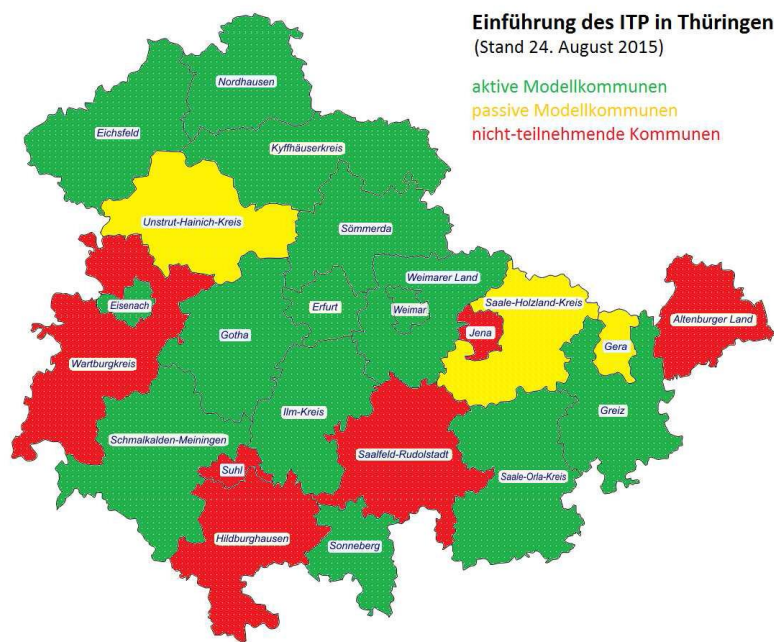 Einführung des ITP in Thüringen
(Stand 24. August 2015)
aktive Modellkommunen
passive Modellkommunen
nicht-teilnehmende Kommunen
Nordhausen
Eichsfeld
Kyffhäuserkreis
Unstrut-Hainich-Kreis
Sömmerda
Weimarer Land
Eisenach
Erfurt
Weimar
Saale-Holzland-Kreis
Altenburger Land
Gotha
Jena
Gera
Wartburgkreis
Ilm-Kreis
Greiz
Schmalkalden-Meiningen
Saalfeld-Rudolstadt
Suhl
Saale-Orla-Kreis
Hildburghausen
Sonneberg